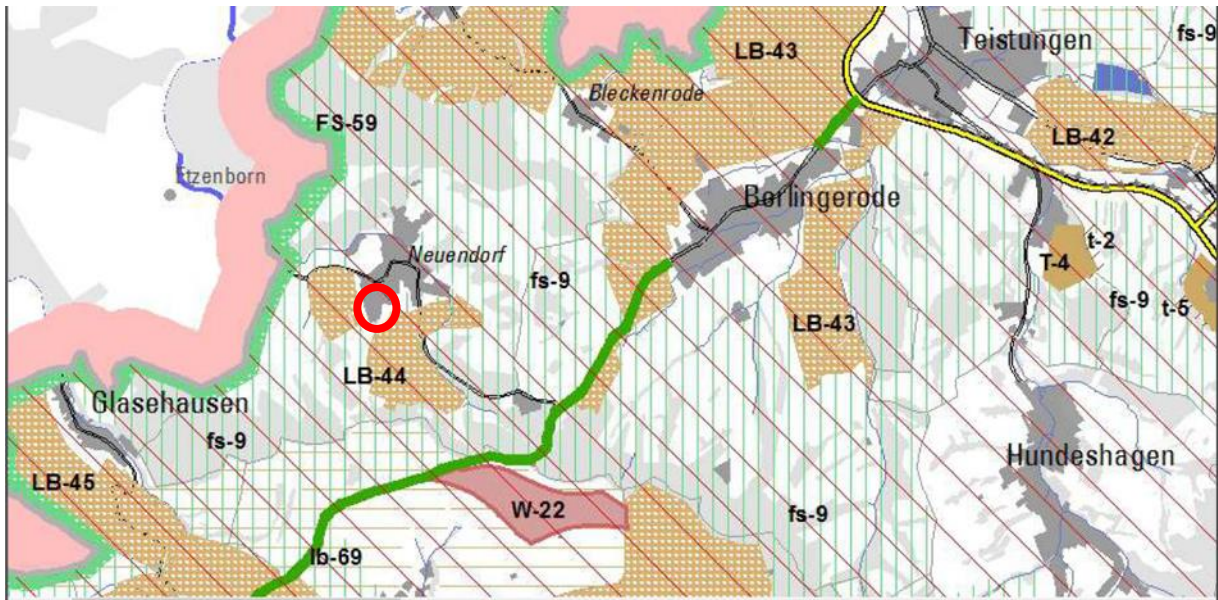 Teistungen
fs-9
LB-43
Bleckenrode
FS-59
LB-42
Etzenborn
Berlingerode
Neuendorf
t-2
T-4
fs-9
fs-9
t-5
LB-43
LB-44
Glasehausen
fs-9
Hundeshagen
LB-45
W-22
fs-9
lb-69